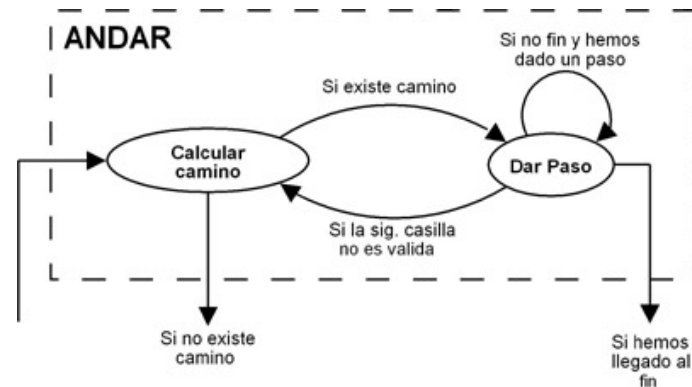 ANDAR
Si no fin y hemos
dado un paso
Si existe camino
Calcular
camino
Dar Paso
Si la sig. casilla
no es valida
Si no existe
camino
Si hemos
llegado al
fin